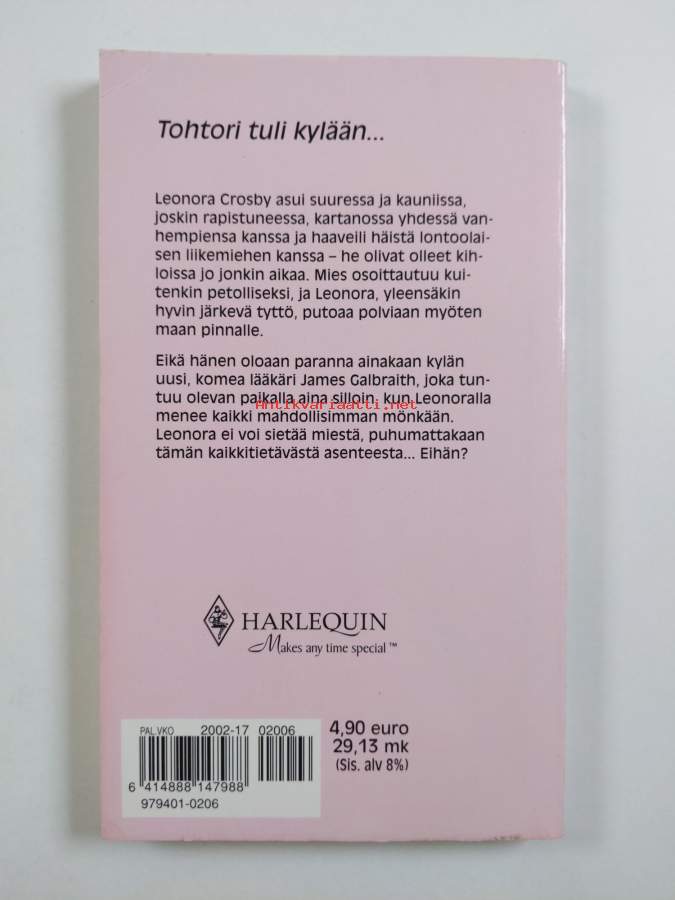 Tohtori tuli kylään...
Leonora Crosby asui suuressa ja kauniissa,
joskin rapistuneessa, kartanossa yhdessä van-
hempiensa kanssa ja haaveili häistä lontoolai-
sen liikemiehen kanssa – he olivat olleet kih-
loissa jo jonkin aikaa. Mies osoittautuu kui-
tenkin petolliseksi, ja Leonora, yleensäkin
hyvin järkevä tyttö, putoaa polviaan myöten
maan pinnalle.
Eikä hänen oloaan paranna ainakaan kylän
uusi, komea lääkäri James Galbraith, joka tun-
tuu olevan paikalla aina silloin, kun Leonoralla
Antikvariaatti.net
menee kaikki mahdollisimman mönkään.
Leonora ei voi sietää miestä, puhumattakaan
tämän kaikkitietävästä asenteesta... Eihän?
HARLEQUIN
Makes any time special™
PAL.VKO 2002-17 02006
6 414888 147988
979401-0206
4,90 euro
29,13 mk
(Sis. alv 8%)